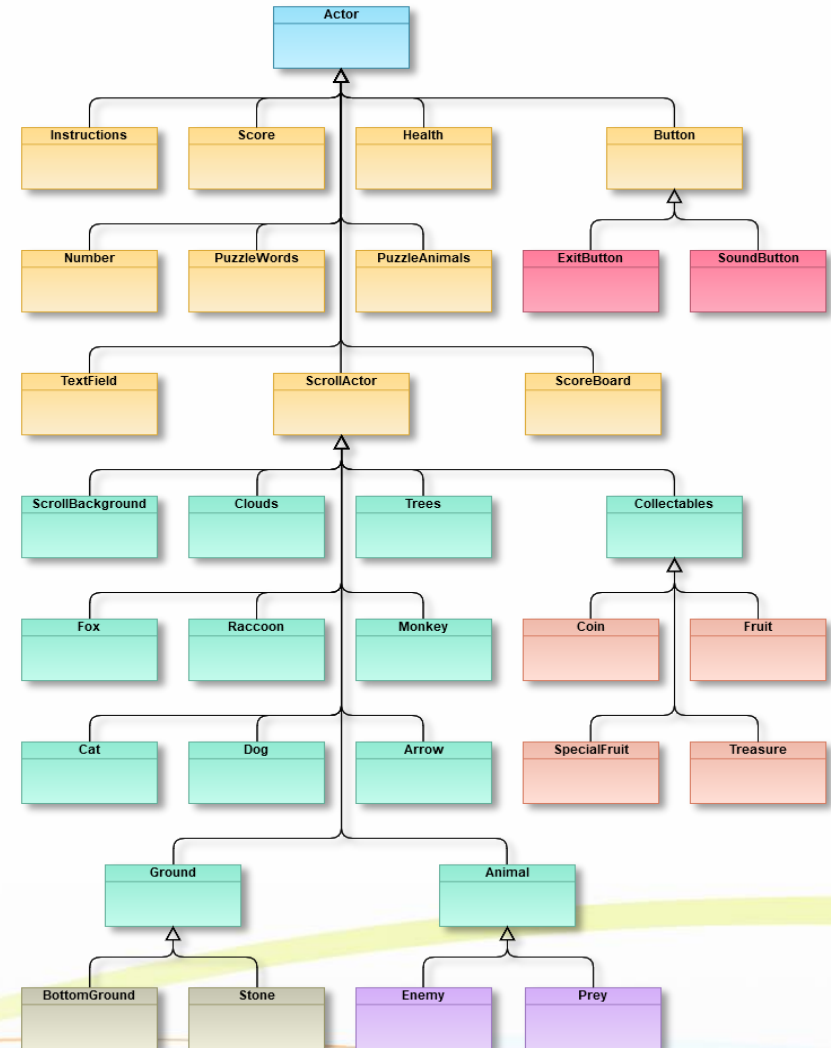 Actor
Instructions
Score
Health
Button
Number
PuzzleWords
PuzzleAnimals
ExitButton
SoundButton
TextField
ScrollActor
ScoreBoard
ScrollBackground
Clouds
Trees
Collectables
Fox
Raccoon
Monkey
Coin
Fruit
Cat
Dog
Arrow
SpecialFruit
Treasure
Ground
Animal
BottomGround
Stone
Enemy
Prey